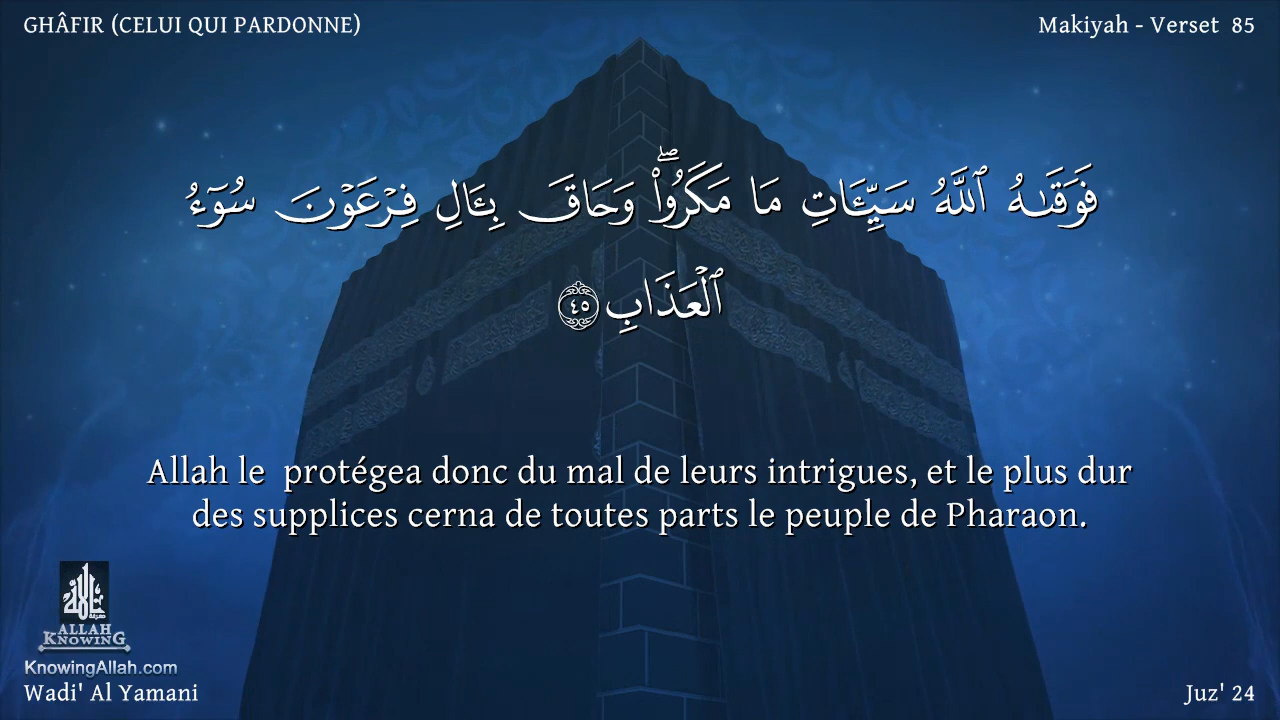 GHÂFIR (CELUI QUI PARDONNE)
Makiyah - Verset 85
فَوَقَىٰهُ ٱللَّهُ سَيِّـَٔاتِ مَا مَكَرُوا۟ ۖ وَحَاقَ بِـَٔالِ فِرْعَوْنَ سُوٓءُ
ٱلْعَذَابِ ٤٥
Allah le protégea donc du mal de leurs intrigues, et le plus dur
des supplices cerna de toutes parts le peuple de Pharaon.
ALLAH
KNOWING
KnowingAllah.com
Wadi' Al Yamani
Juz' 24